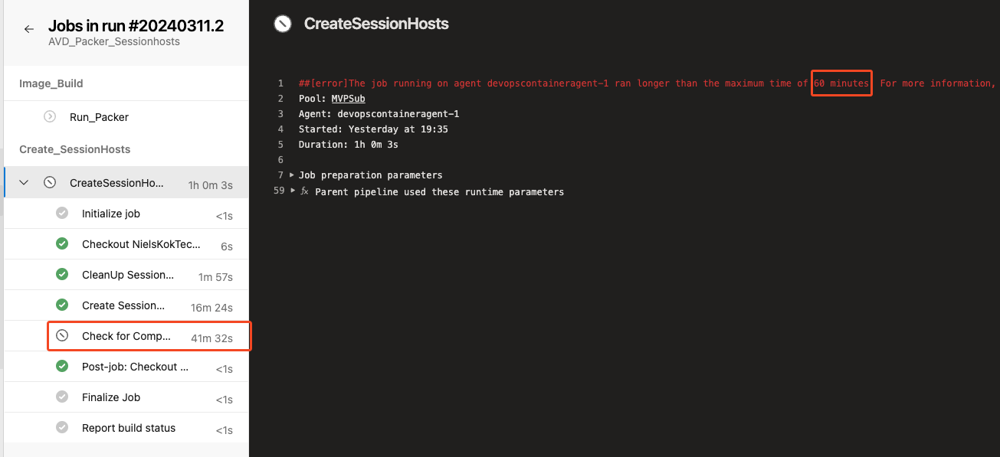 Jobs in run #20240311.2
AVD_Packer_Sessionhosts
Image_Build
Run_Packer
Create_SessionHosts
CreateSessionHo... 1h 0m 3s
Initialize job <1s
Checkout NielsKokTec... 6s
CleanUp Session... 1m 57s
Create Session... 16m 24s
Check for Comp... 41m 32s
Post-job: Checkout ... <1s
Finalize Job <1s
Report build status <1s
CreateSessionHosts
1 ##[error]The job running on agent devopscontaineragent-1 ran longer than the maximum time of 60 minutes. For more information,
2 Pool: MVPSub
3 Agent: devopscontaineragent-1
4 Started: Yesterday at 19:35
5 Duration: 1h 0m 3s
6
7 Job preparation parameters
59 fx Parent pipeline used these runtime parameters